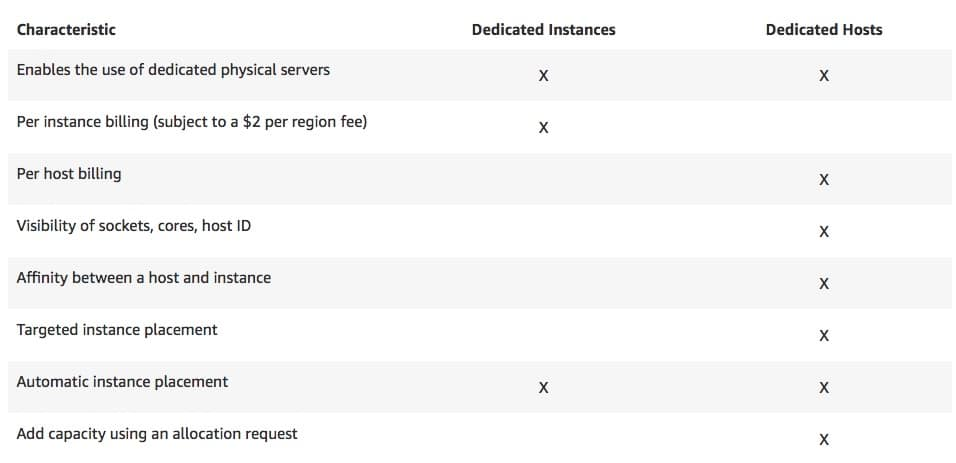 Characteristic Dedicated Instances Dedicated Hosts
Enables the use of dedicated physical servers X X
Per instance billing (subject to a $2 per region fee) X
Per host billing X
Visibility of sockets, cores, host ID X
Affinity between a host and instance X
Targeted instance placement X
Automatic instance placement X X
Add capacity using an allocation request X